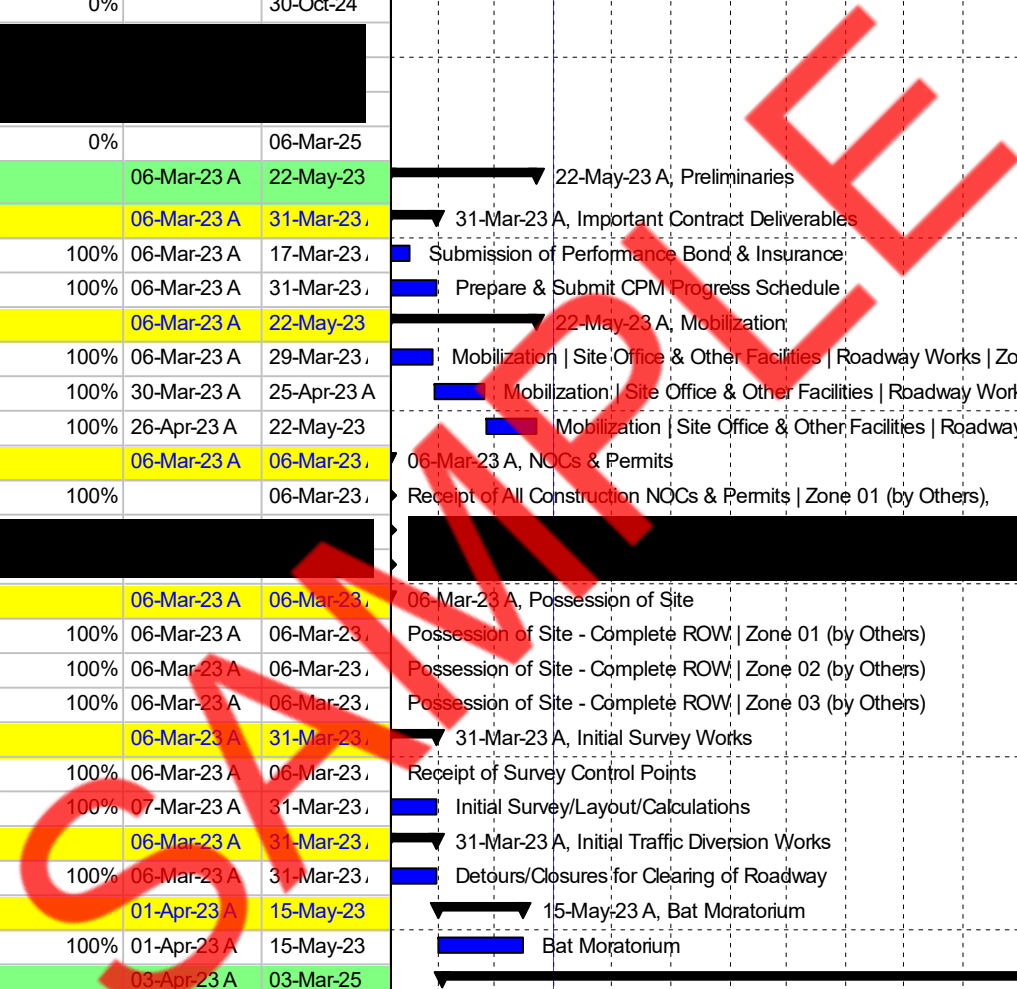 0% 30-Oct-24
0% 06-Mar-25
06-Mar-23 A 22-May-23 22-May-23 A, Preliminaries
06-Mar-23 A 31-Mar-23 31-Mar-23 A, Important Contract Deliverables
100% 06-Mar-23 A 17-Mar-23 Submission of Performance Bond & Insurance
100% 06-Mar-23 A 31-Mar-23 Prepare & Submit CPM Progress Schedule
06-Mar-23 A 22-May-23 22-May-23 A, Mobilization
100% 06-Mar-23 A 29-Mar-23 Mobilization | Site Office & Other Facilities | Roadway Works | Zo
100% 30-Mar-23 A 25-Apr-23 A Mobilization | Site Office & Other Facilities | Roadway Work
100% 26-Apr-23 A 22-May-23 Mobilization | Site Office & Other Facilities | Roadway
06-Mar-23 A 06-Mar-23 06-Mar-23 A, NOCs & Permits
100% 06-Mar-23 Receipt of All Construction NOCs & Permits | Zone 01 (by Others),
06-Mar-23 A 06-Mar-23 06-Mar-23 A, Possession of Site
100% 06-Mar-23 A 06-Mar-23 Possession of Site - Complete ROW | Zone 01 (by Others)
100% 06-Mar-23 A 06-Mar-23 Possession of Site - Complete ROW | Zone 02 (by Others)
100% 06-Mar-23 A 06-Mar-23 Possession of Site - Complete ROW | Zone 03 (by Others)
06-Mar-23 A 31-Mar-23 31-Mar-23 A, Initial Survey Works
100% 06-Mar-23 A 06-Mar-23 Receipt of Survey Control Points
100% 07-Mar-23 A 31-Mar-23 Initial Survey/Layout/Calculations
06-Mar-23 A 31-Mar-23 31-Mar-23 A, Initial Traffic Diversion Works
100% 06-Mar-23 A 31-Mar-23 Detours/Closures for Clearing of Roadway
01-Apr-23 A 15-May-23 15-May-23 A, Bat Moratorium
100% 01-Apr-23 A 15-May-23 Bat Moratorium
03-Apr-23 A 03-Mar-25
SAMPLE